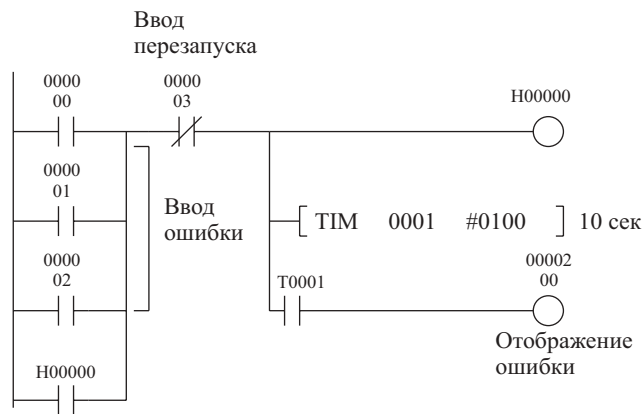 Ввод
перезапуска
0000
00
0000
03
H00000
0000
01
Ввод
ошибки
TIM 0001 #0100 10 сек
0000
02
T0001
00002
00
Отображение
ошибки
H00000